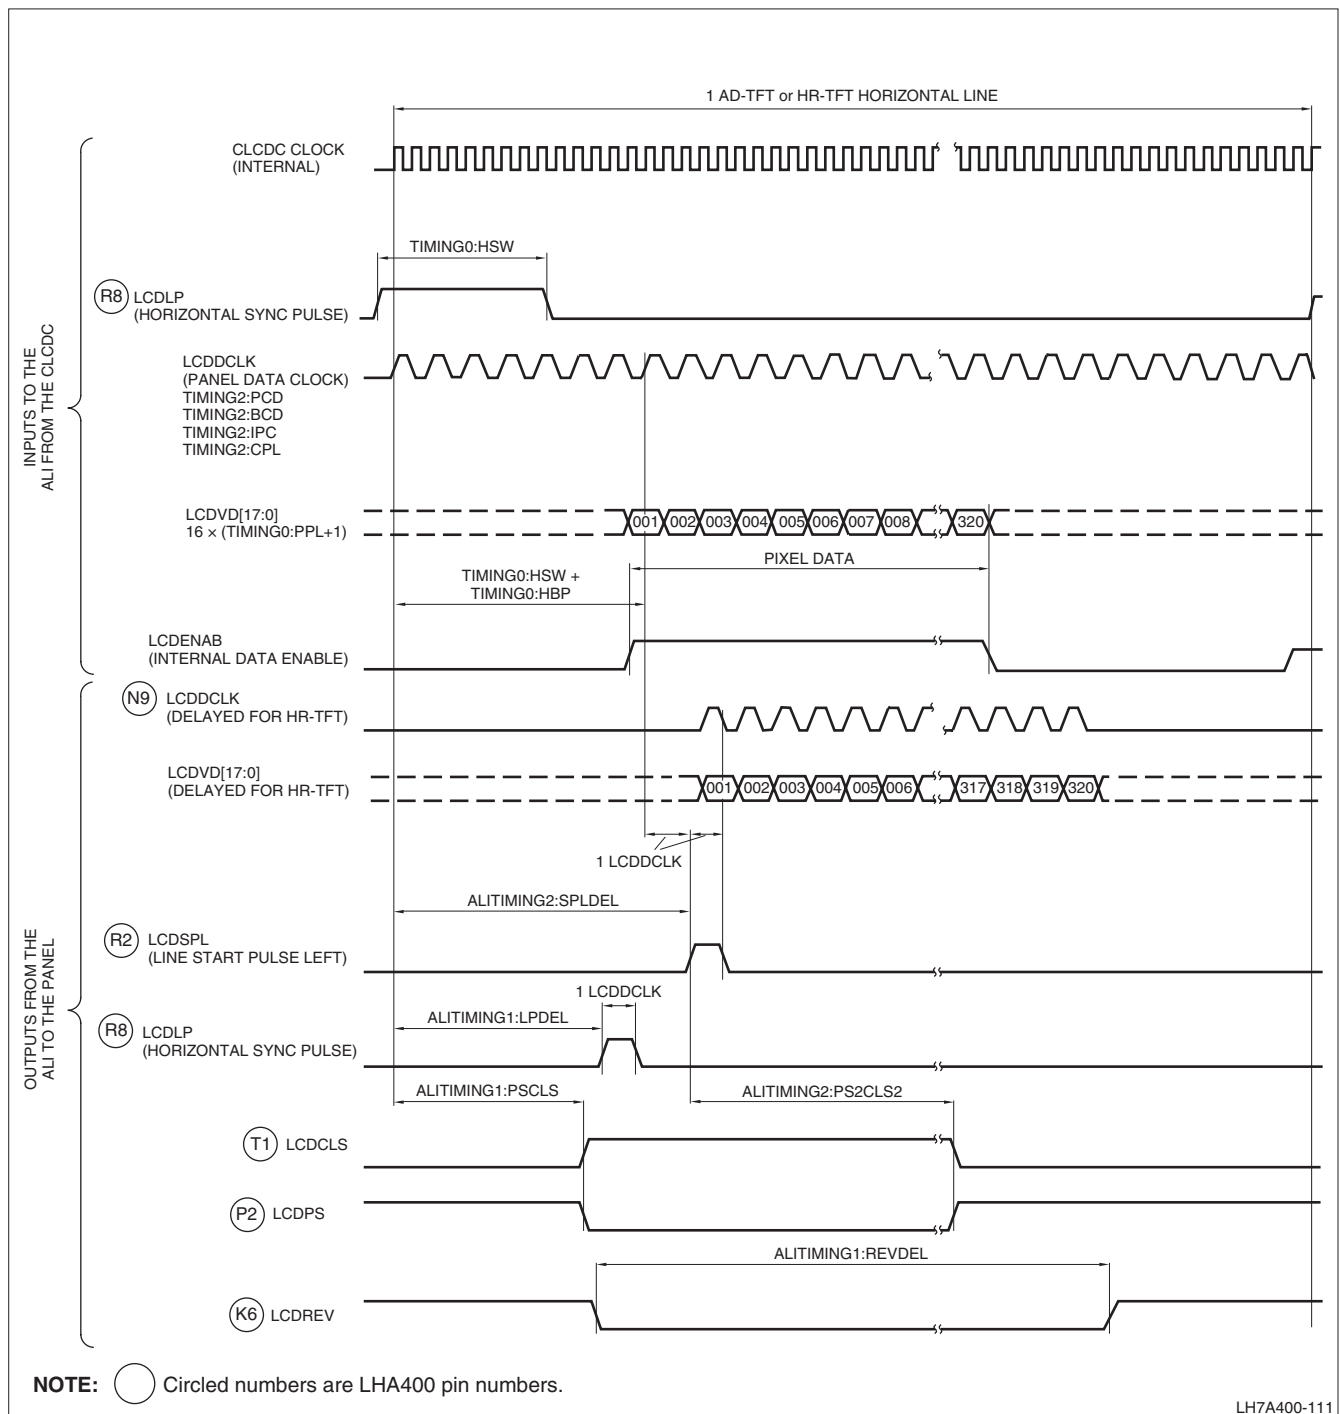 1 AD-TFT or HR-TFT HORIZONTAL LINE
CLCDC CLOCK
(INTERNAL)
TIMING0:HSW
R8 LCDLP
(HORIZONTAL SYNC PULSE)
INPUTS TO THE
ALI FROM THE CLCDC
LCDDCLK
(PANEL DATA CLOCK)
TIMING2:PCD
TIMING2:BCD
TIMING2:IPC
TIMING2:CPL
LCDVD[17:0]
16 × (TIMING0:PPL+1)
001 002 003 004 005 006 007 008 320
PIXEL DATA
TIMING0:HSW +
TIMING0:HBP
LCDENAB
(INTERNAL DATA ENABLE)
N9 LCDDCLK
(DELAYED FOR HR-TFT)
LCDVD[17:0]
(DELAYED FOR HR-TFT)
001 002 003 004 005 006 317 318 319 320
1 LCDDCLK
ALITIMING2:SPLDEL
OUTPUTS FROM THE
ALI TO THE PANEL
R2 LCDSPL
(LINE START PULSE LEFT)
1 LCDDCLK
ALITIMING1:LPDEL
R8 LCDLP
(HORIZONTAL SYNC PULSE)
ALITIMING1:PSCLS
ALITIMING2:PS2CLS2
T1 LCDCLS
P2 LCDPS
ALITIMING1:REVDEL
K6 LCDREV
NOTE: Circled numbers are LHA400 pin numbers.
LH7A400-111